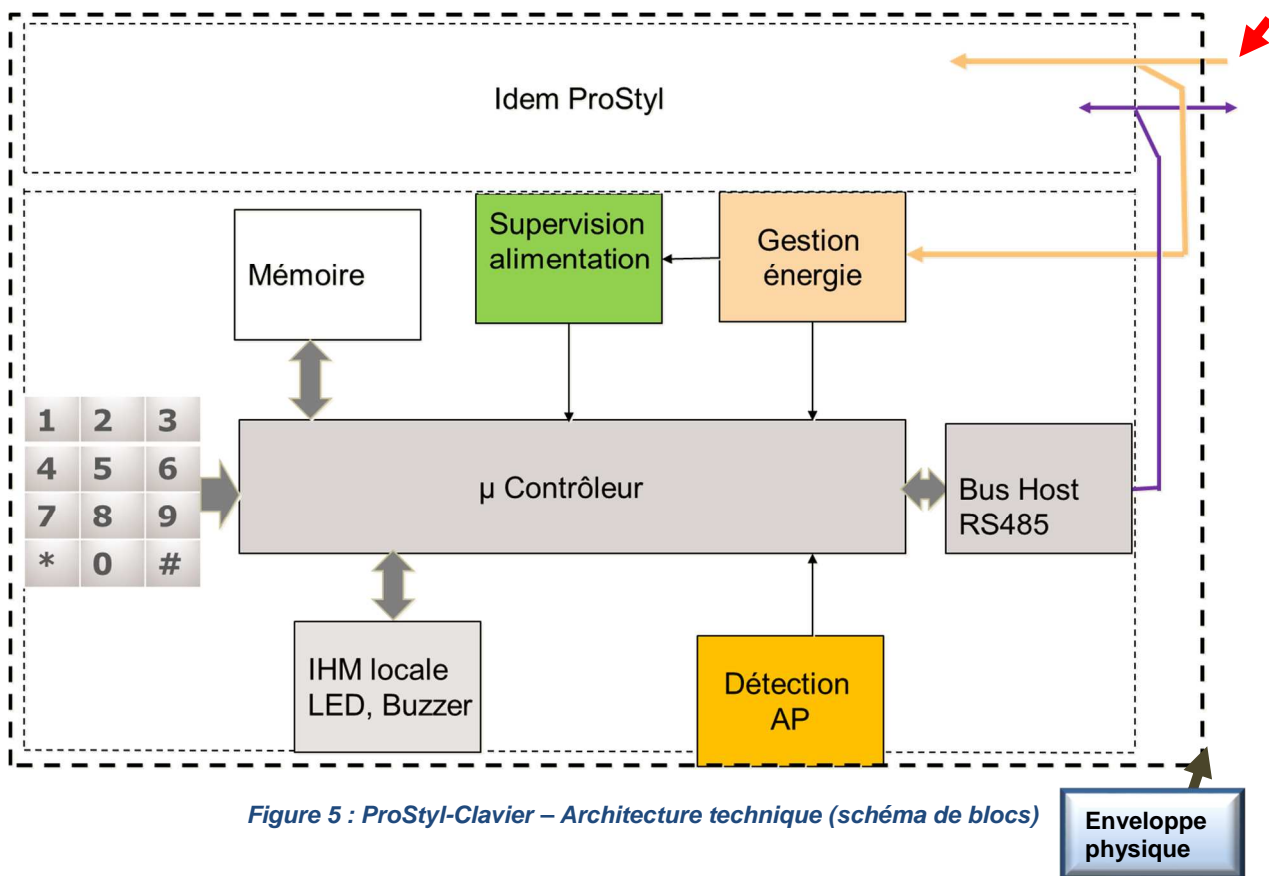 Idem ProStyl
Supervision
alimentation
Gestion
énergie
Mémoire
1 2 3
4 5 6
7 8 9
* 0 #
µ Contrôleur
Bus Host
RS485
IHM locale
LED, Buzzer
Détection
AP
Figure 5 : ProStyl-Clavier – Architecture technique (schéma de blocs)
Enveloppe
physique